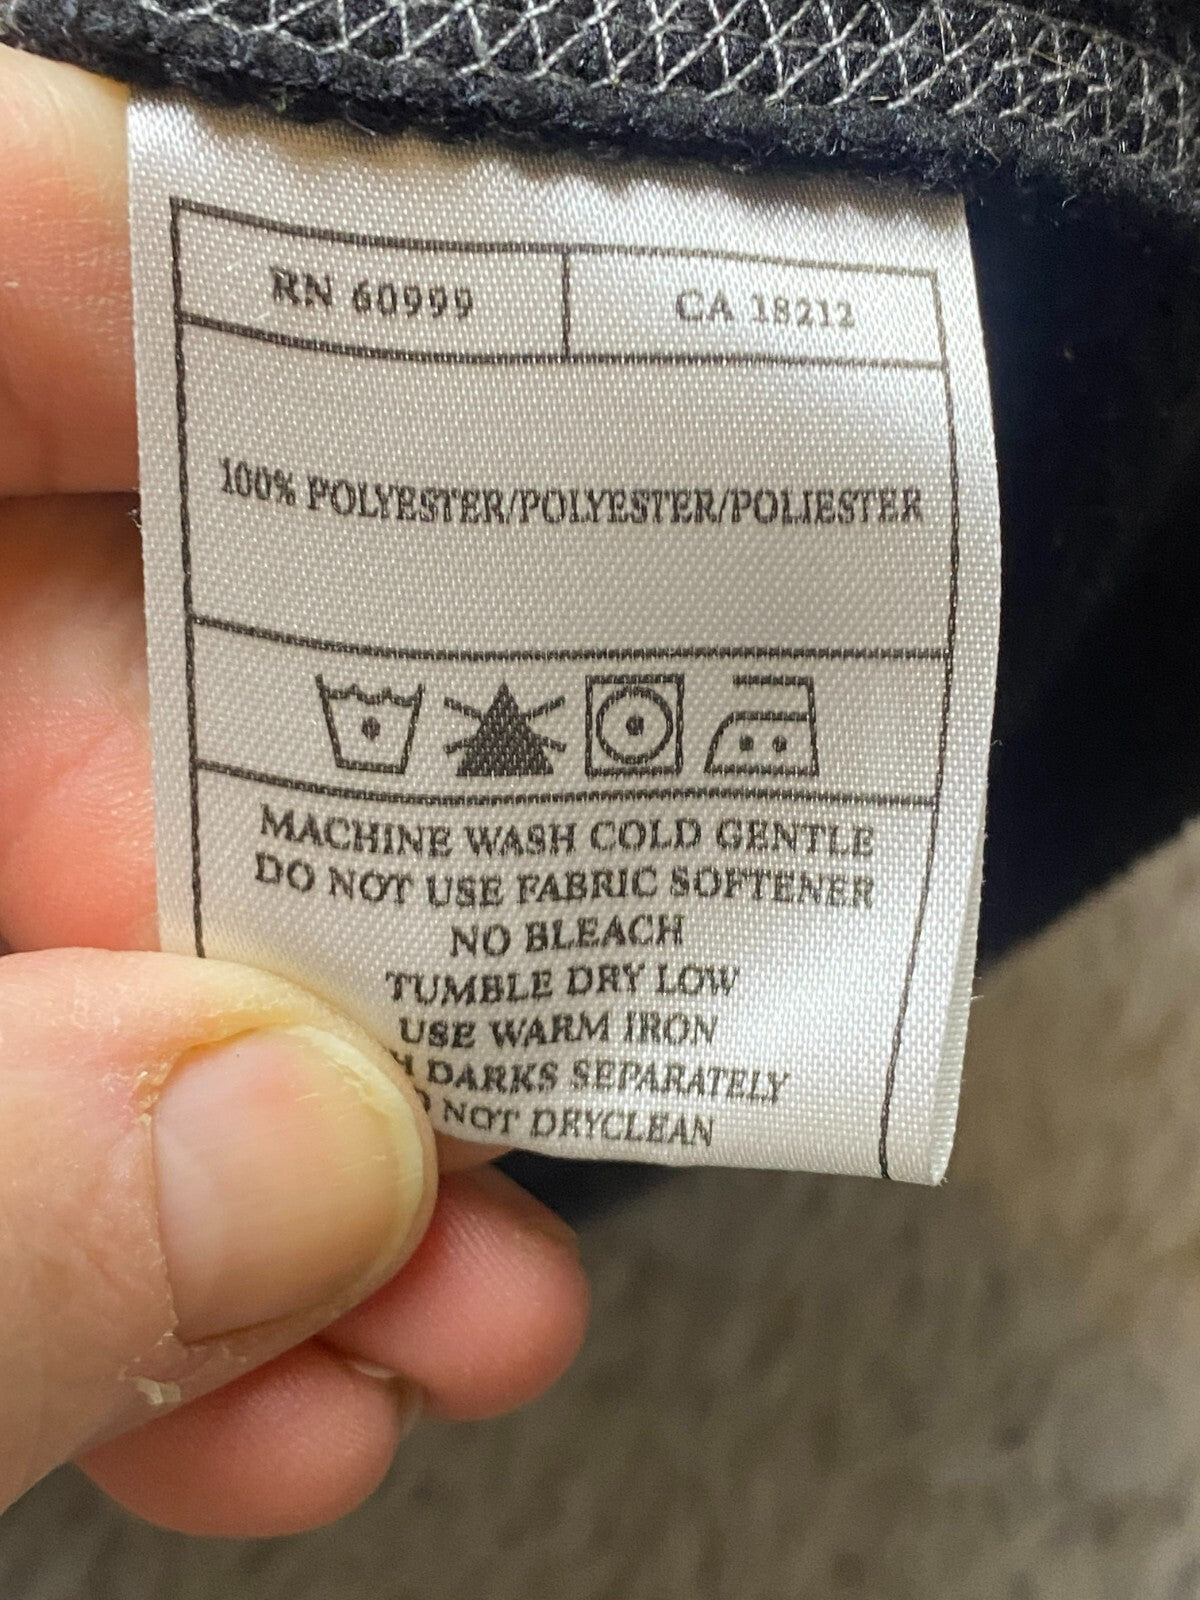 RN 60999 CA 18212
100% POLYESTER/POLYESTER/POLIESTER
MACHINE WASH COLD GENTLE
DO NOT USE FABRIC SOFTENER
NO BLEACH
TUMBLE DRY LOW
USE WARM IRON
DARKS SEPARATELY
NOT DRYCLEAN